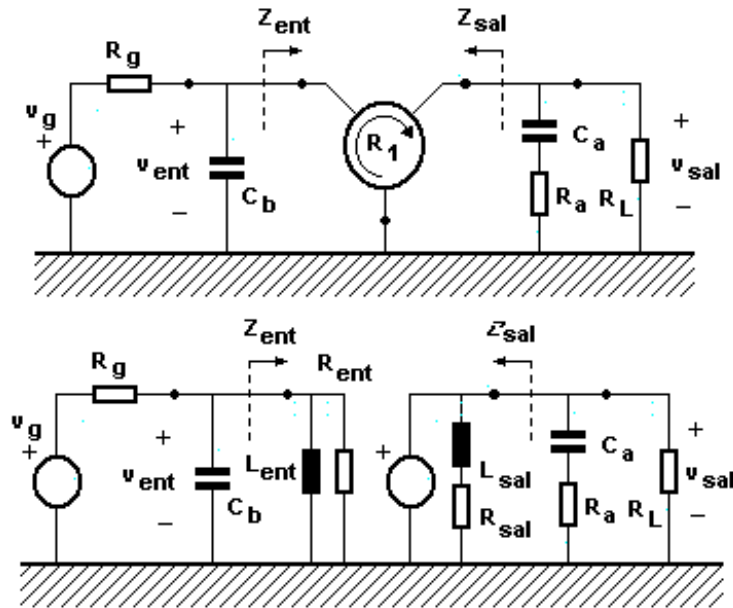 Z ent
Z sal
R g
v g
+
+
v ent
−
C b
R 1
C a
R a
R L
+
v sal
−
Z ent
Z sal
R g
R ent
v g
+
+
v ent
−
C b
L ent
+
L sal
R sal
C a
R a
R L
+
v sal
−